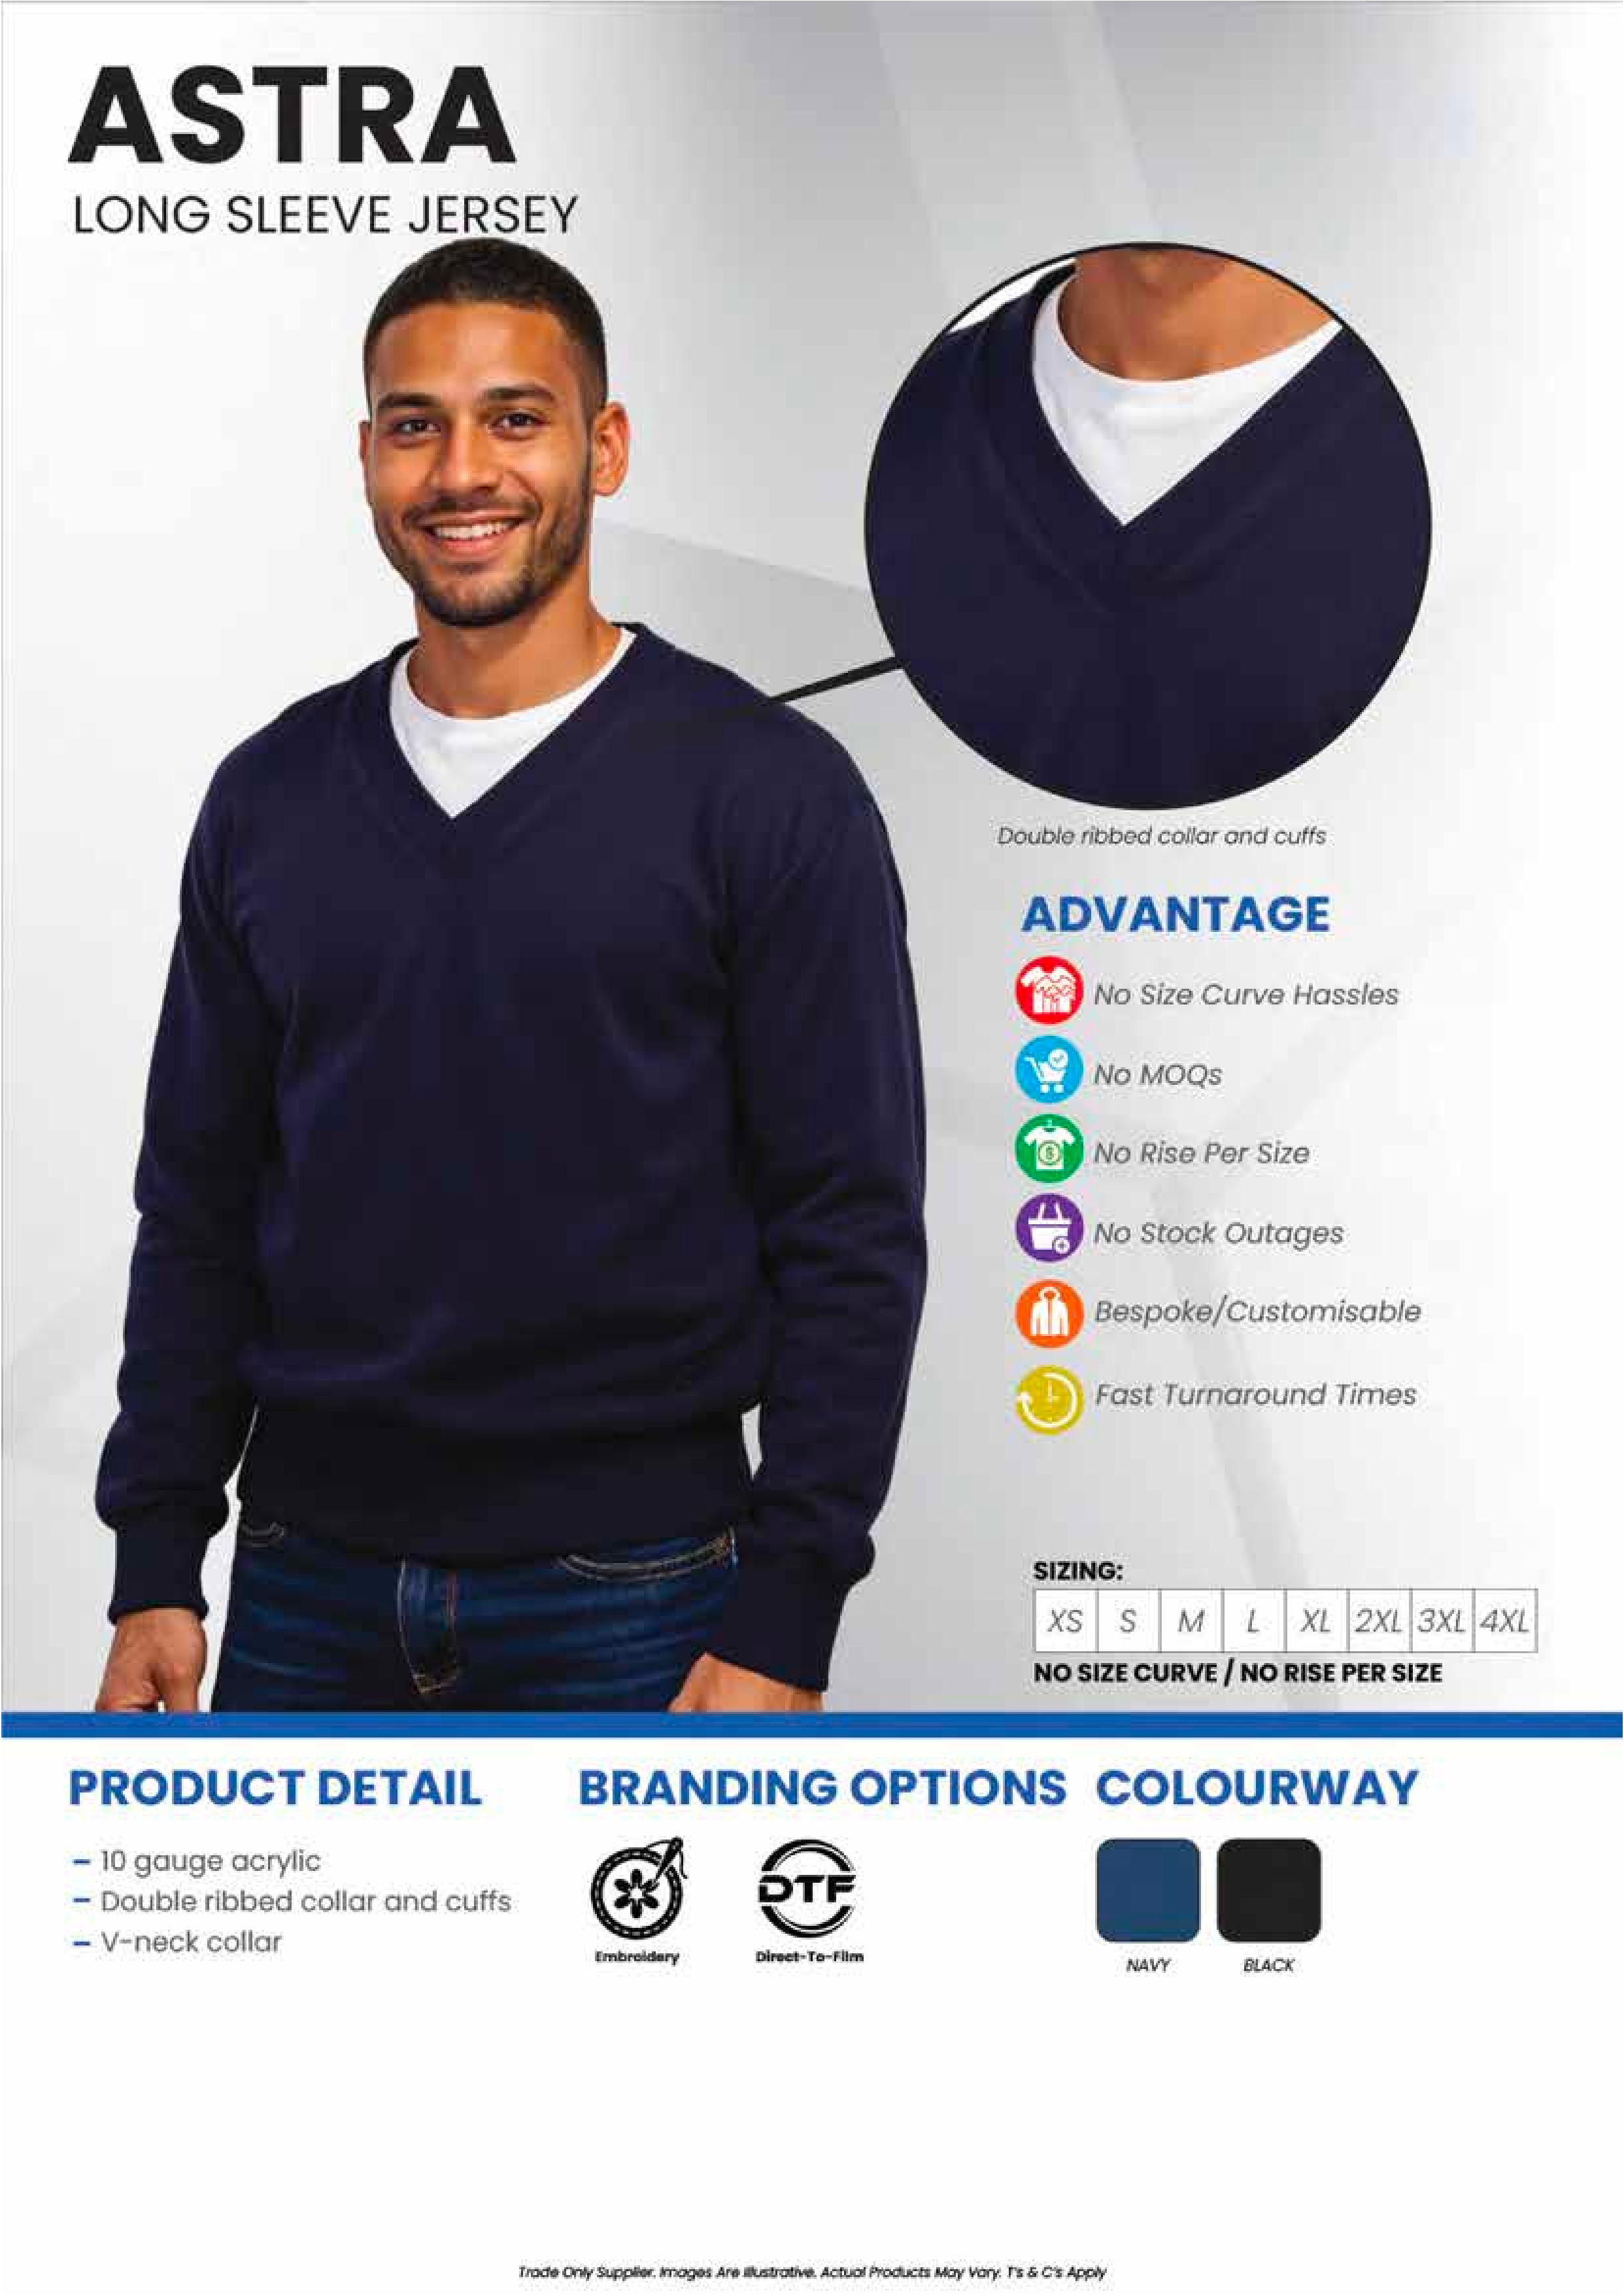 ASTRA
LONG SLEEVE JERSEY
Double ribbed collar and cuffs
ADVANTAGE
No Size Curve Hassles
No MOQs
No Rise Per Size
No Stock Outages
Bespoke/Customisable
Fast Turnaround Times
SIZING:
XS S M L XL 2XL 3XL 4XL
NO SIZE CURVE / NO RISE PER SIZE
PRODUCT DETAIL
- 10 gauge acrylic
- Double ribbed collar and cuffs
- V-neck collar
BRANDING OPTIONS
DTF
Embroidery Direct-To-Film
COLOURWAY
NAVY BLACK
Trade Only Supplier. Images Are Illustrative. Actual Products May Vary. T's & C's Apply